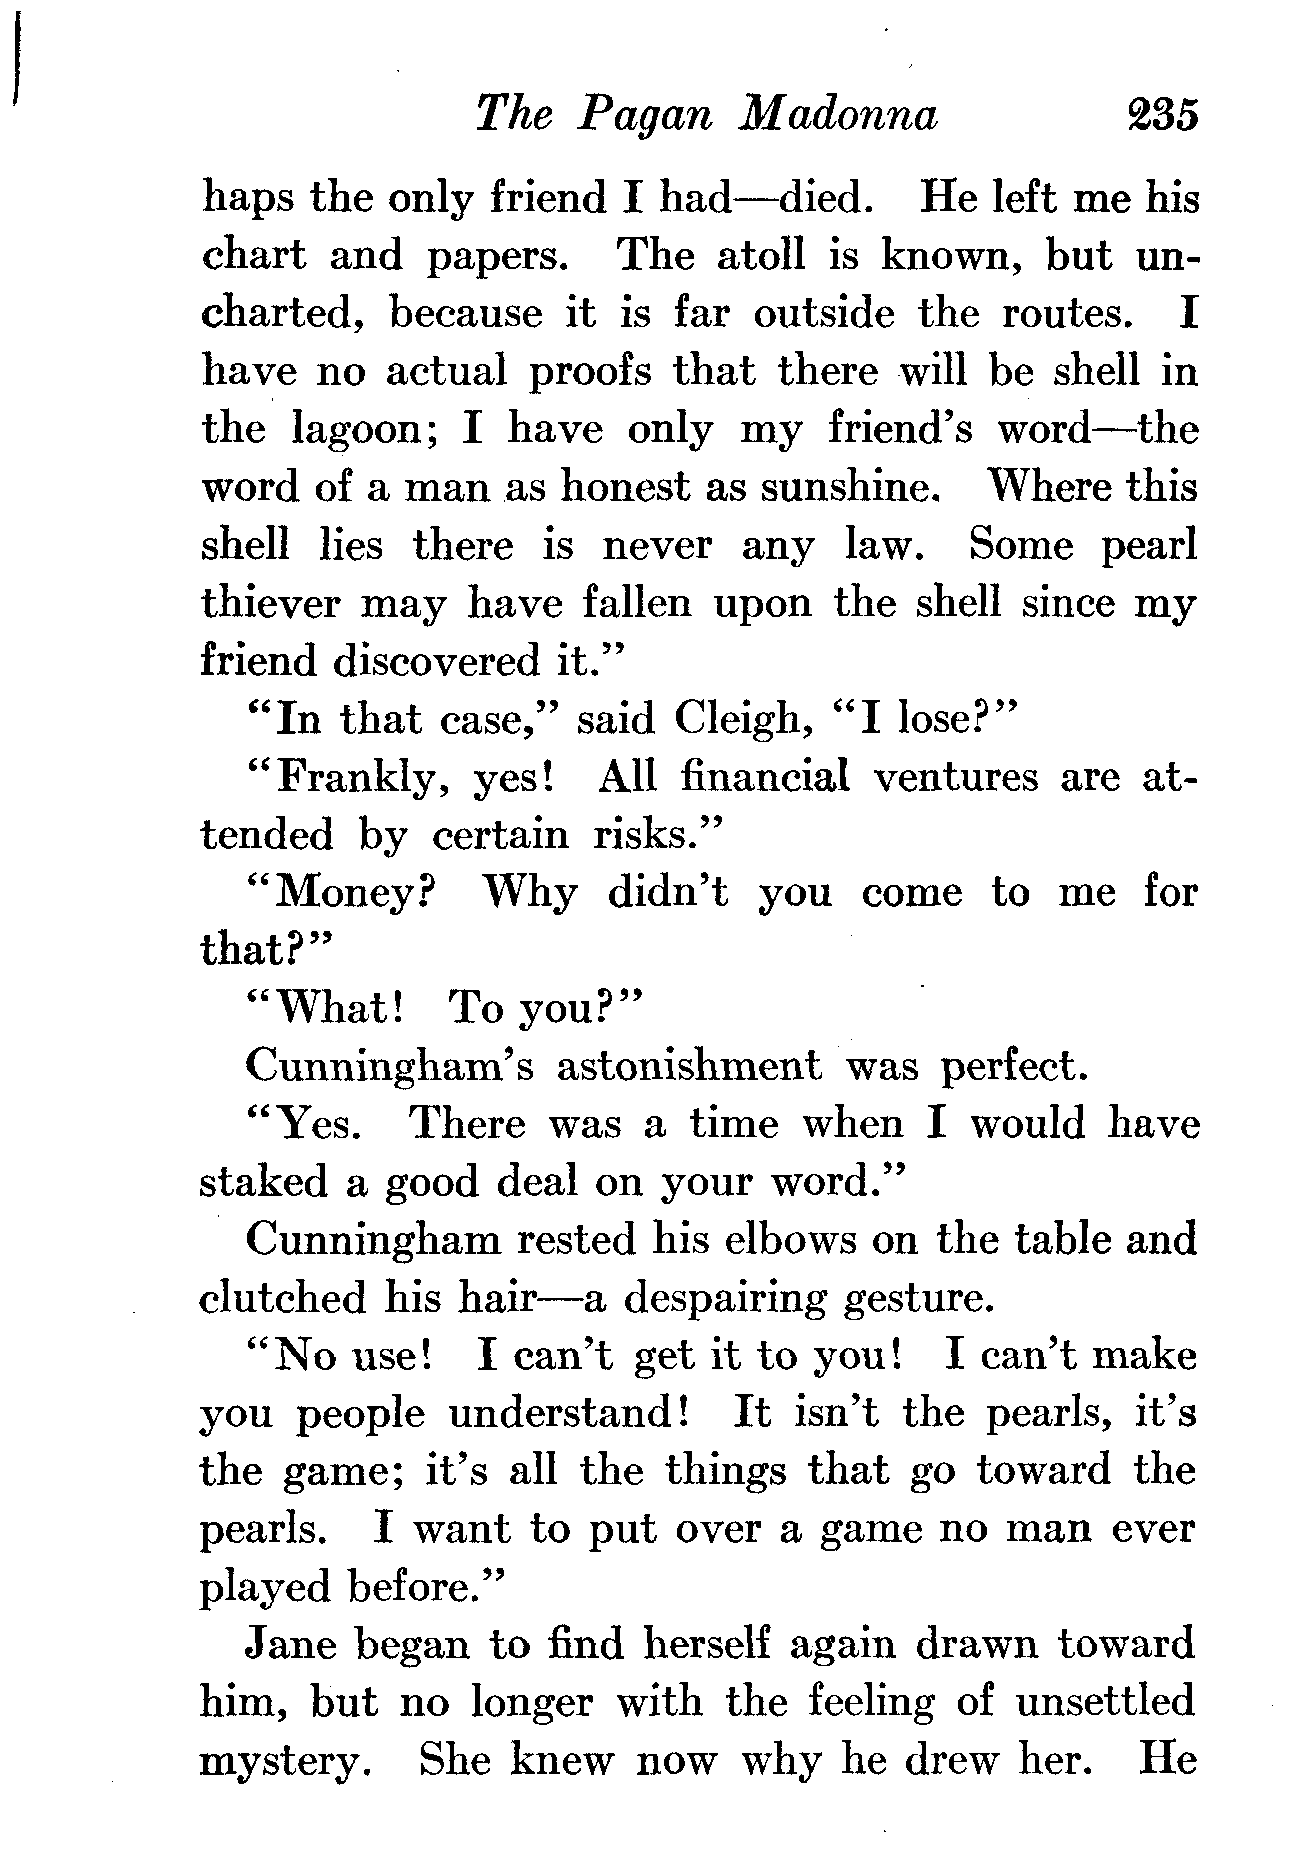 The Pagan Madonna 235
haps the only friend I had—died. He left me his
chart and papers. The atoll is known, but un-
charted, because it is far outside the routes. I
have no actual proofs that there will be shell in
the lagoon; I have only my friend's word—the
word of a man as honest as sunshine. Where this
shell lies there is never any law. Some pearl
thiever may have fallen upon the shell since my
friend discovered it."
"In that case," said Cleigh, "I lose?"
"Frankly, yes! All financial ventures are at-
tended by certain risks."
"Money? Why didn't you come to me for
that?"
"What! To you?"
Cunningham's astonishment was perfect.
"Yes. There was a time when I would have
staked a good deal on your word."
Cunningham rested his elbows on the table and
clutched his hair—a despairing gesture.
"No use! I can't get it to you! I can't make
you people understand! It isn't the pearls, it's
the game; it's all the things that go toward the
pearls. I want to put over a game no man ever
played before."
Jane began to find herself again drawn toward
him, but no longer with the feeling of unsettled
mystery. She knew now why he drew her. He